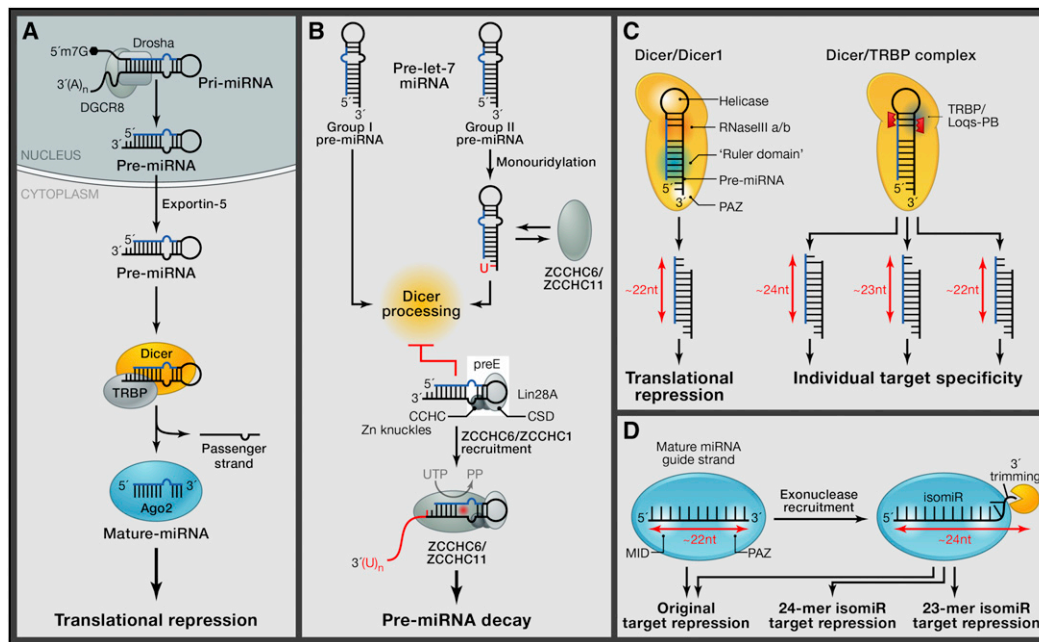 A
5´m7G
Drosha
3´(A)n
DGCR8
Pri-miRNA
5´
3´
Pre-miRNA
NUCLEUS
CYTOPLASM
Exportin-5
5´
3´
Pre-miRNA
Dicer
TRBP
Passenger
strand
5´
3´
Ago2
Mature-miRNA
Translational repression
B
Pre-let-7
miRNA
5´
3´
Group I
pre-miRNA
5´
3´
Group II
pre-miRNA
Monouridylation
U
ZCCHC6/
ZCCHC11
Dicer
processing
preE
5´
3´
Lin28A
CCHC
CSD
Zn knuckles
ZCCHC6/ZCCHC1
recruitment
UTP
PP
3´(U)n
ZCCHC6/
ZCCHC11
Pre-miRNA decay
C
Dicer/Dicer1
Helicase
RNaseIII a/b
‘Ruler domain’
Pre-miRNA
5´
3´
PAZ
~22nt
Translational
repression
Dicer/TRBP complex
TRBP/
Loqs-PB
5´
3´
~24nt
~23nt
~22nt
Individual target specificity
D
Mature miRNA
guide strand
5´
3´
~22nt
MID
PAZ
Exonuclease
recruitment
3´
trimming
isomiR
5´
~24nt
Original
target repression
24-mer isomiR
target repression
23-mer isomiR
target repression